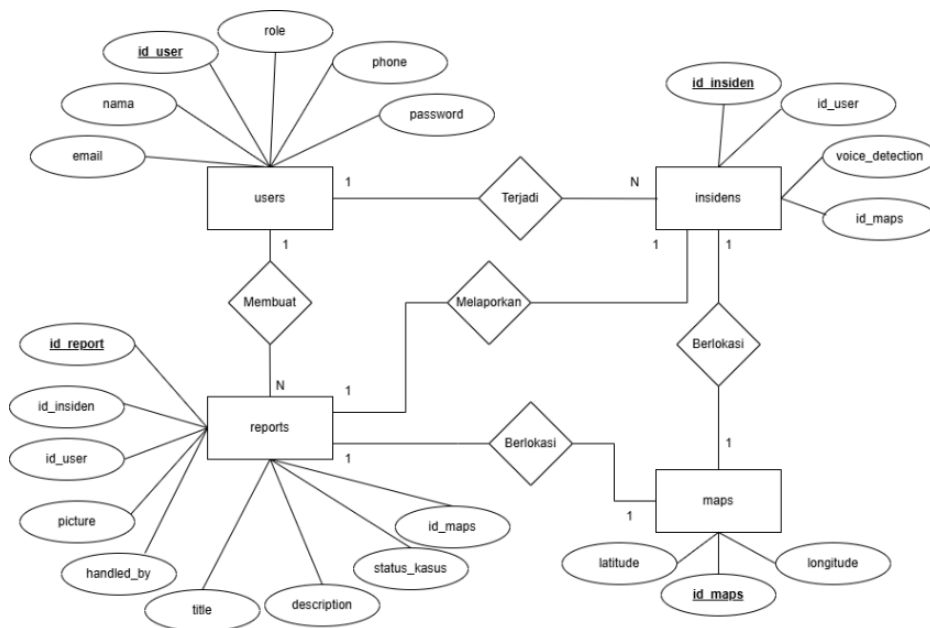 role
id_user
phone
nama
password
email
users
1
Terjadi
N
id_insiden
id_user
voice_detection
insidens
id_maps
1
1
1
Membuat
Melaporkan
Berlokasi
id_report
N
1
id_insiden
reports
id_user
1
Berlokasi
1
maps
1
picture
id_maps
handled_by
status_kasus
title
description
latitude
longitude
id_maps